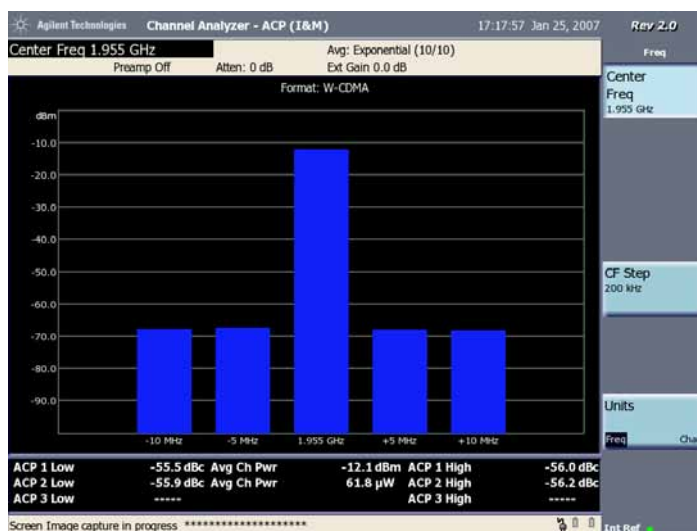 Agilent Technologies Channel Analyzer - ACP (I&M) 17:17:57 Jan 25, 2007 Rev 2.0
Center Freq 1.955 GHz Avg: Exponential (10/10)
Preamp Off Atten: 0 dB Ext Gain 0.0 dB
Freq
Format: W-CDMA
Center
Freq
1.955 GHz
dBm
-10.0
-20.0
-30.0
-40.0
-50.0
-60.0
-70.0
-80.0
-90.0
CF Step
200 kHz
Units
Freq Cha
-10 MHz -5 MHz 1.955 GHz +5 MHz +10 MHz
ACP 1 Low -55.5 dBc Avg Ch Pwr -12.1 dBm ACP 1 High -56.0 dBc
ACP 2 Low -55.9 dBc Avg Ch Pwr 61.8 µW ACP 2 High -56.2 dBc
ACP 3 Low ----- ACP 3 High -----
Screen Image capture in progress ********************
Int Ref